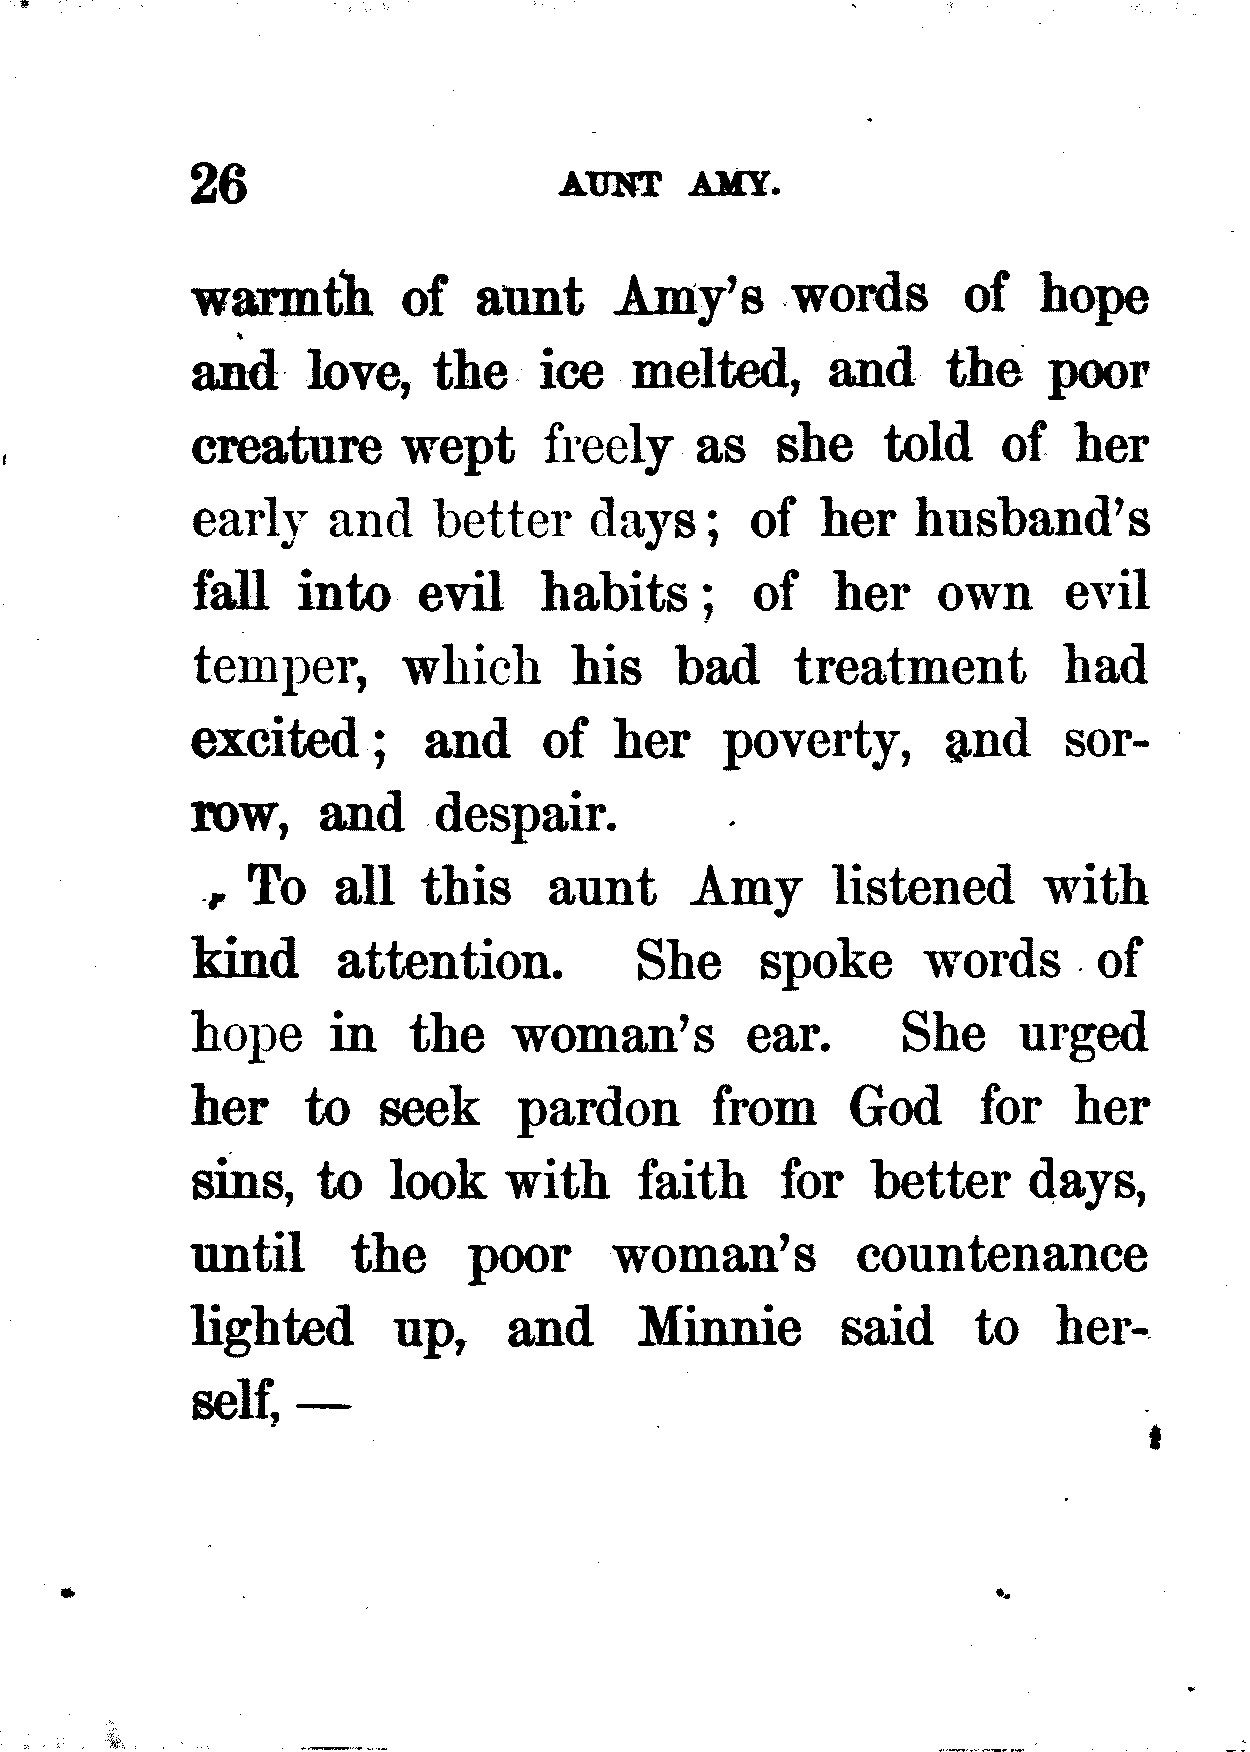 26 AUNT AMY.
warmth of aunt Amy's words of hope
and love, the ice melted, and the poor
creature wept freely as she told of her
early and better days; of her husband's
fall into evil habits; of her own evil
temper, which his bad treatment had
excited; and of her poverty, and sor-
row, and despair.
To all this aunt Amy listened with
kind attention. She spoke words of
hope in the woman's ear. She urged
her to seek pardon from God for her
sins, to look with faith for better days,
until the poor woman's countenance
lighted up, and Minnie said to her-
self, —